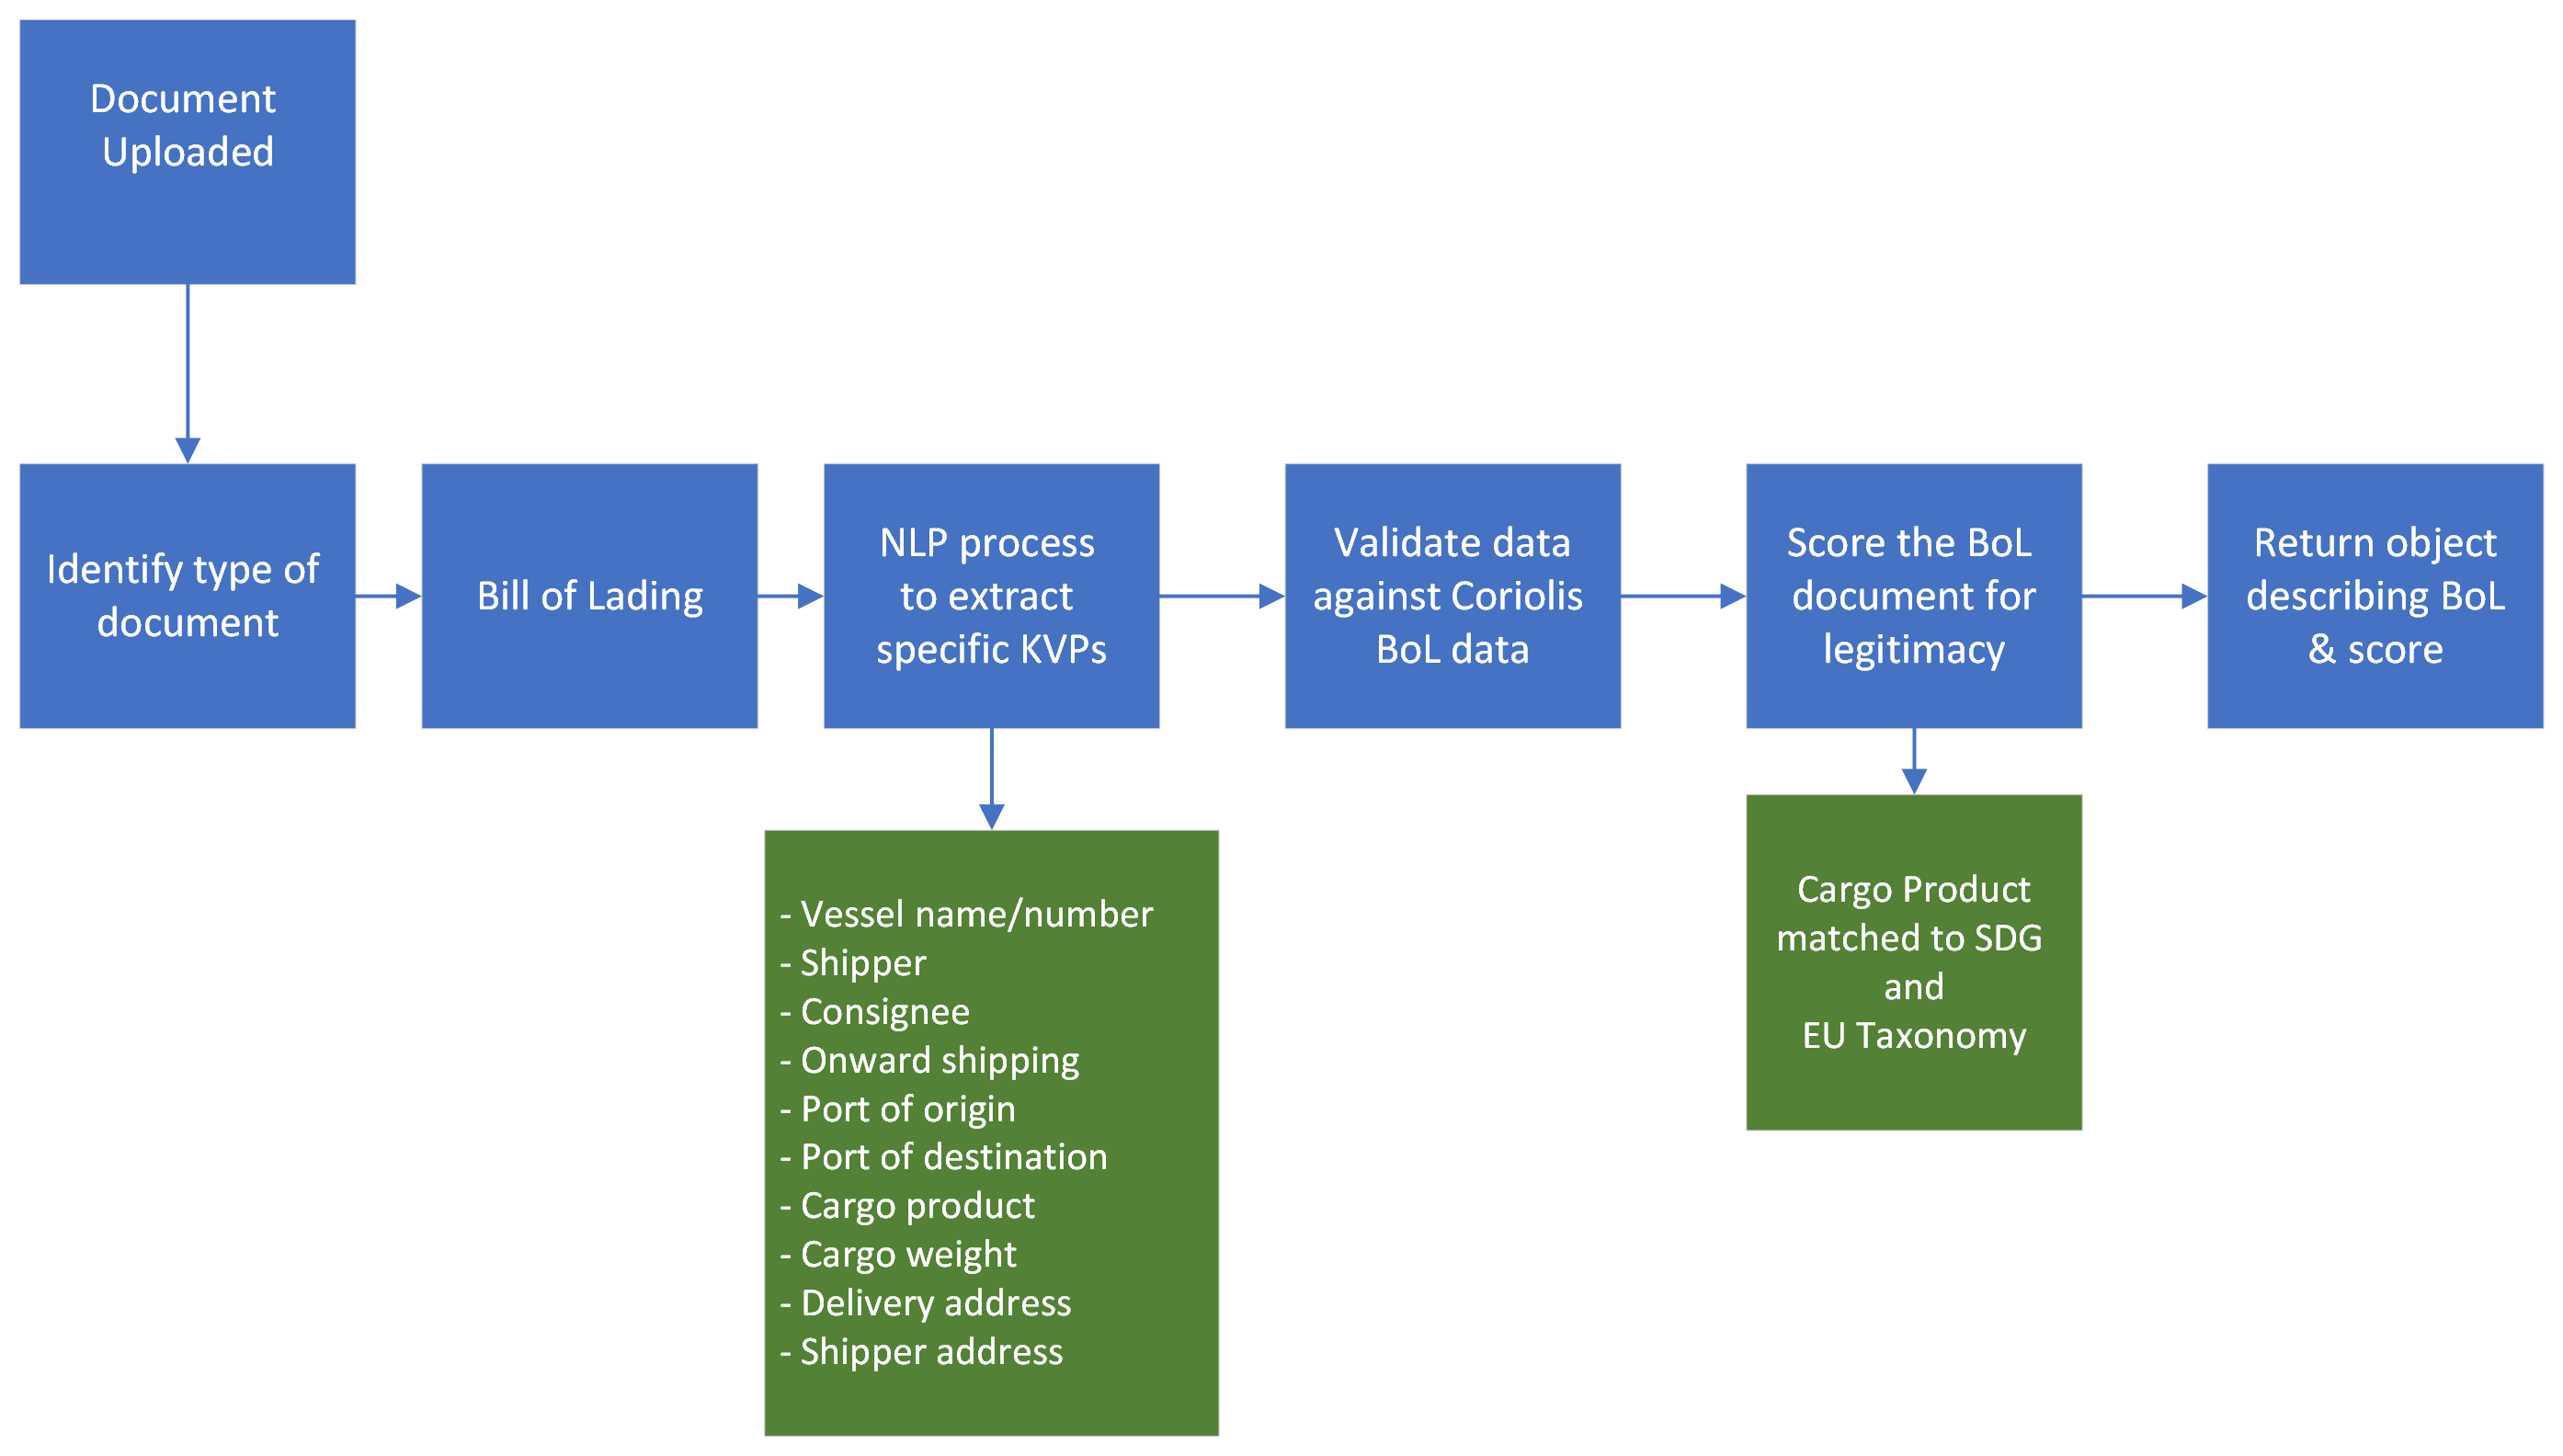 Document
Uploaded
Identify type of
document
Bill of Lading
NLP process
to extract
specific KVPs
Validate data
against Coriolis
BoL data
Score the BoL
document for
legitimacy
Return object
describing BoL
& score
- Vessel name/number
- Shipper
- Consignee
- Onward shipping
- Port of origin
- Port of destination
- Cargo product
- Cargo weight
- Delivery address
- Shipper address
Cargo Product
matched to SDG
and
EU Taxonomy